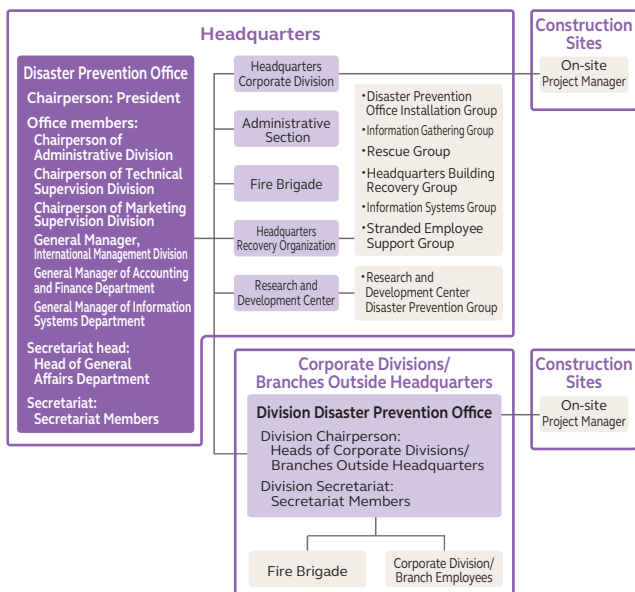 Headquarters
Disaster Prevention Office
Chairperson: President
Office members:
Chairperson of
Administrative Division
Chairperson of Technical
Supervision Division
Chairperson of Marketing
Supervision Division
General Manager,
International Management Division
General Manager of Accounting
and Finance Department
General Manager of Information
Systems Department
Secretariat head:
Head of General
Affairs Department
Secretariat:
Secretariat Members
Headquarters
Corporate Division
Administrative
Section
Fire Brigade
Headquarters
Recovery Organization
Research and
Development Center
・Disaster Prevention
Office Installation Group
・Information Gathering Group
・Rescue Group
・Headquarters Building
Recovery Group
・Information Systems Group
・Stranded Employee
Support Group
・Research and
Development Center
Disaster Prevention Group
Construction
Sites
On-site
Project Manager
Corporate Divisions/
Branches Outside Headquarters
Division Disaster Prevention Office
Division Chairperson:
Heads of Corporate Divisions/
Branches Outside Headquarters
Division Secretariat:
Secretariat Members
Fire Brigade
Corporate Division/
Branch Employees
Construction
Sites
On-site
Project Manager